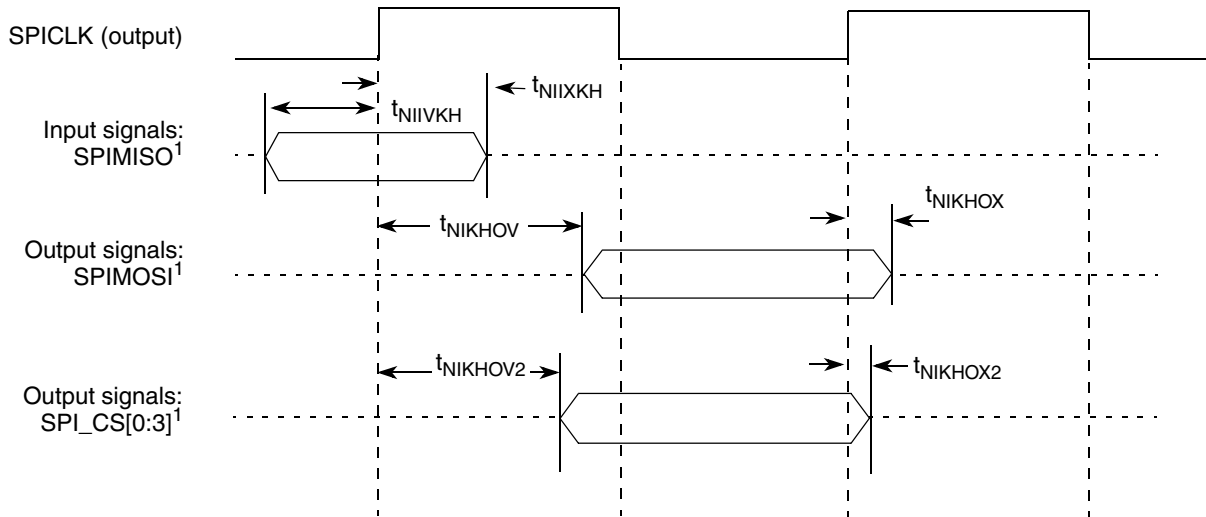 SPICLK (output)
tNIIXKH
tNIIVKH
Input signals:
SPIMISO1
tNIKHOX
tNIKHOV
Output signals:
SPIMOSI1
tNIKHOV2
tNIKHOX2
Output signals:
SPI_CS[0:3]1